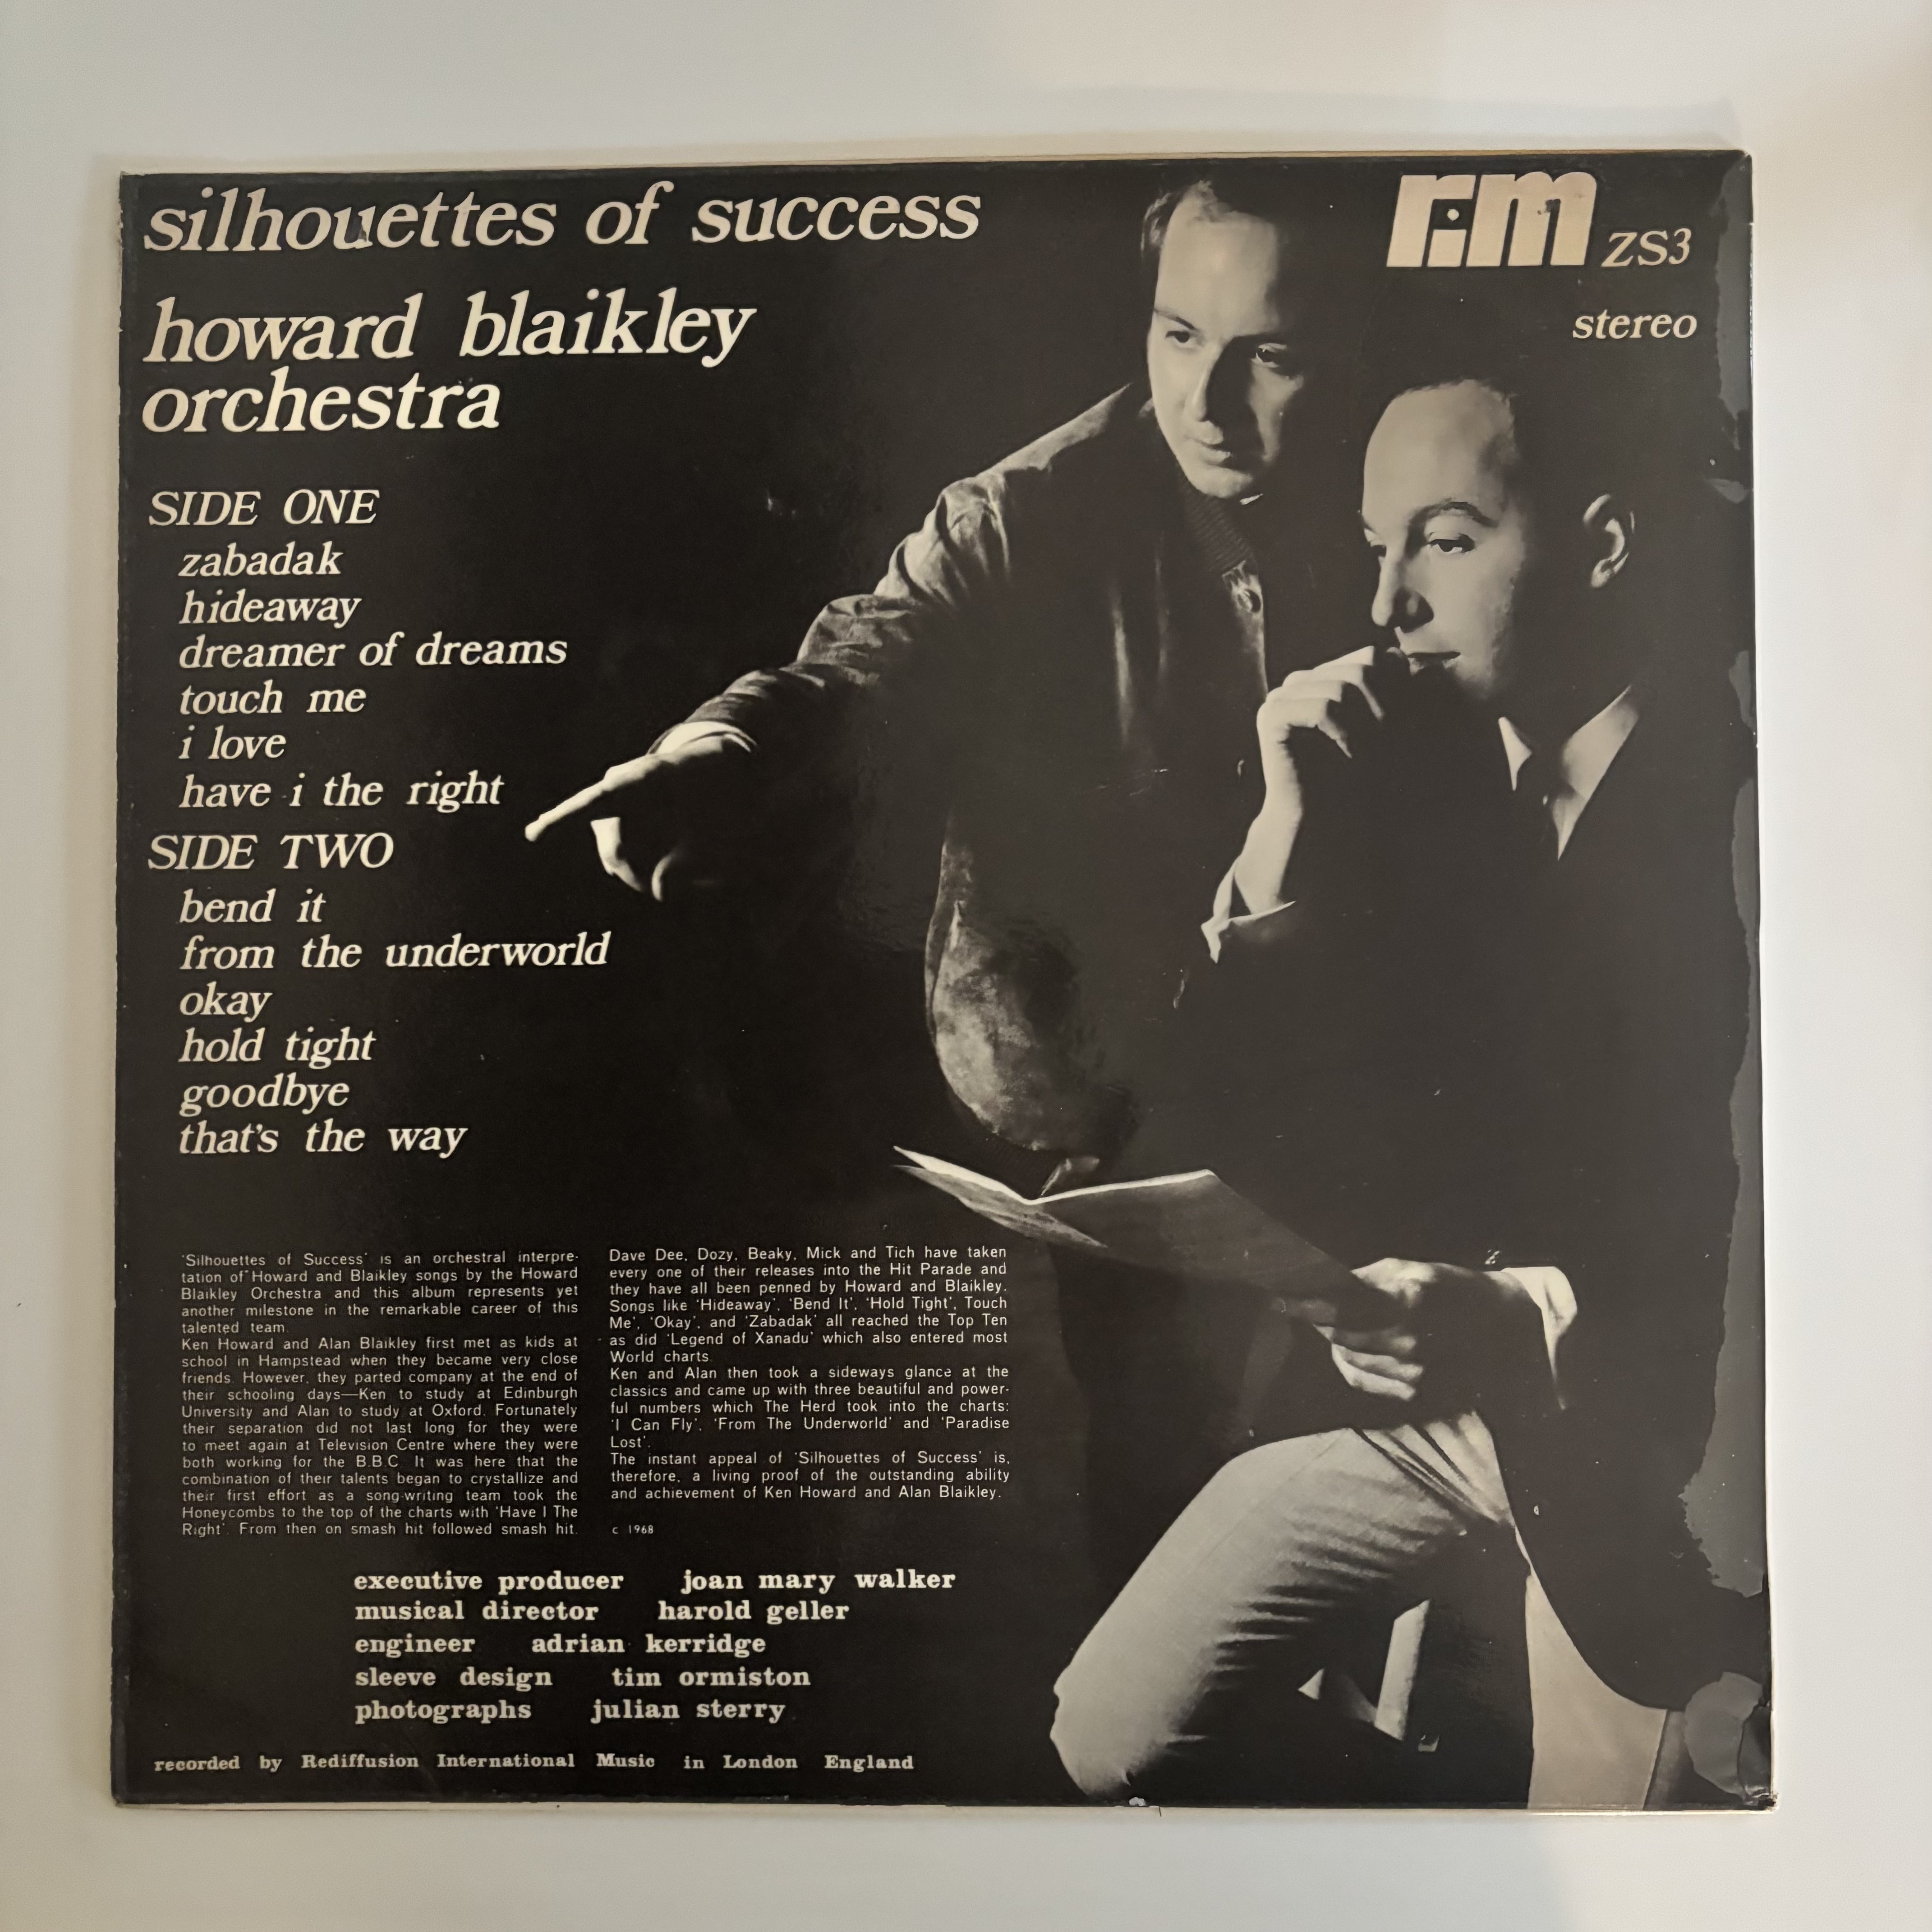 silhouettes of success
rim ZS3
stereo
howard blaikley
orchestra
SIDE ONE
zabadak
hideaway
dreamer of dreams
touch me
i love
have i the right
SIDE TWO
bend it
from the underworld
okay
hold tight
goodbye
that's the way
'Silhouettes of Success' is an orchestral interpre-
tation of Howard and Blaikley songs by the Howard
Blaikley Orchestra and this album represents yet
another milestone in the remarkable career of this
talented team.
Ken Howard and Alan Blaikley first met as kids at
school in Hampstead when they became very close
friends. However, they parted company at the end of
their schooling days—Ken to study at Edinburgh
University and Alan to study at Oxford. Fortunately
their separation did not last long for they were
to meet again at Television Centre where they were
both working for the B.B.C. It was here that the
combination of their talents began to crystallize and
their first effort as a song-writing team took the
Honeycombs to the top of the charts with 'Have I The
Right'. From then on smash hit followed smash hit.
Dave Dee, Dozy, Beaky, Mick and Tich have taken
every one of their releases into the Hit Parade and
they have all been penned by Howard and Blaikley.
Songs like 'Hideaway', 'Bend It', 'Hold Tight', Touch
Me', 'Okay', and 'Zabadak' all reached the Top Ten
as did 'Legend of Xanadu' which also entered most
World charts.
Ken and Alan then took a sideways glance at the
classics and came up with three beautiful and power-
ful numbers which The Herd took into the charts:
'I Can Fly', 'From The Underworld' and 'Paradise
Lost'.
The instant appeal of 'Silhouettes of Success' is,
therefore, a living proof of the outstanding ability
and achievement of Ken Howard and Alan Blaikley.
c 1968
executive producer joan mary walker
musical director harold geller
engineer adrian kerridge
sleeve design tim ormiston
photographs julian sterry
recorded by Rediffusion International Music in London England